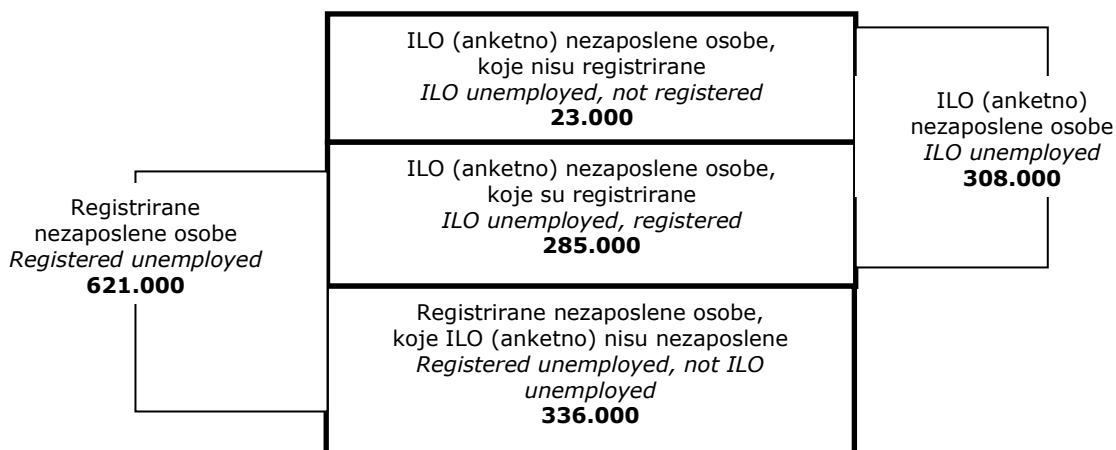 ILO (anketno) nezaposlene osobe,
koje nisu registrirane
ILO unemployed, not registered
23.000
ILO (anketno)
nezaposlene osobe
ILO unemployed
308.000
ILO (anketno) nezaposlene osobe,
koje su registrirane
ILO unemployed, registered
285.000
Registrirane
nezaposlene osobe
Registered unemployed
621.000
Registrirane nezaposlene osobe,
koje ILO (anketno) nisu nezaposlene
Registered unemployed, not ILO
unemployed
336.000